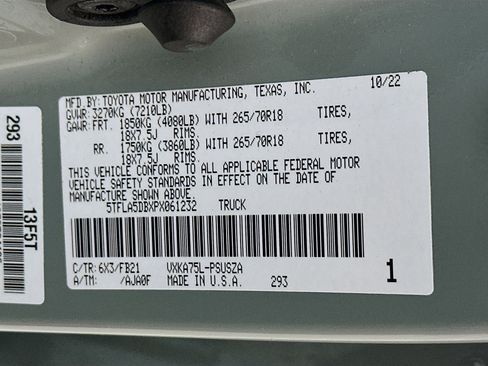 MFD.BY:TOYOTA MOTOR MANUFACTURING, TEXAS, INC. 10/22
GVWR: 3270KG (7210LB)
GAWR: FRT. 1850KG (4080LB) WITH 265/70R18 TIRES,
18X7.5J RIMS.
RR. 1750KG (3860LB) WITH 265/70R18 TIRES,
18X7.5J RIMS.
THIS VEHICLE CONFORMS TO ALL APPLICABLE FEDERAL MOTOR
VEHICLE SAFETY STANDARDS IN EFFECT ON THE DATE OF
MANUFACTURE SHOWN ABOVE.
5TFLA5DBXPX061232 TRUCK
C/TR: 6X3/FB21 VXKA75L-PSUSZA
A/TM: /AJA0F MADE IN U.S.A. 293
1
293
13F5T